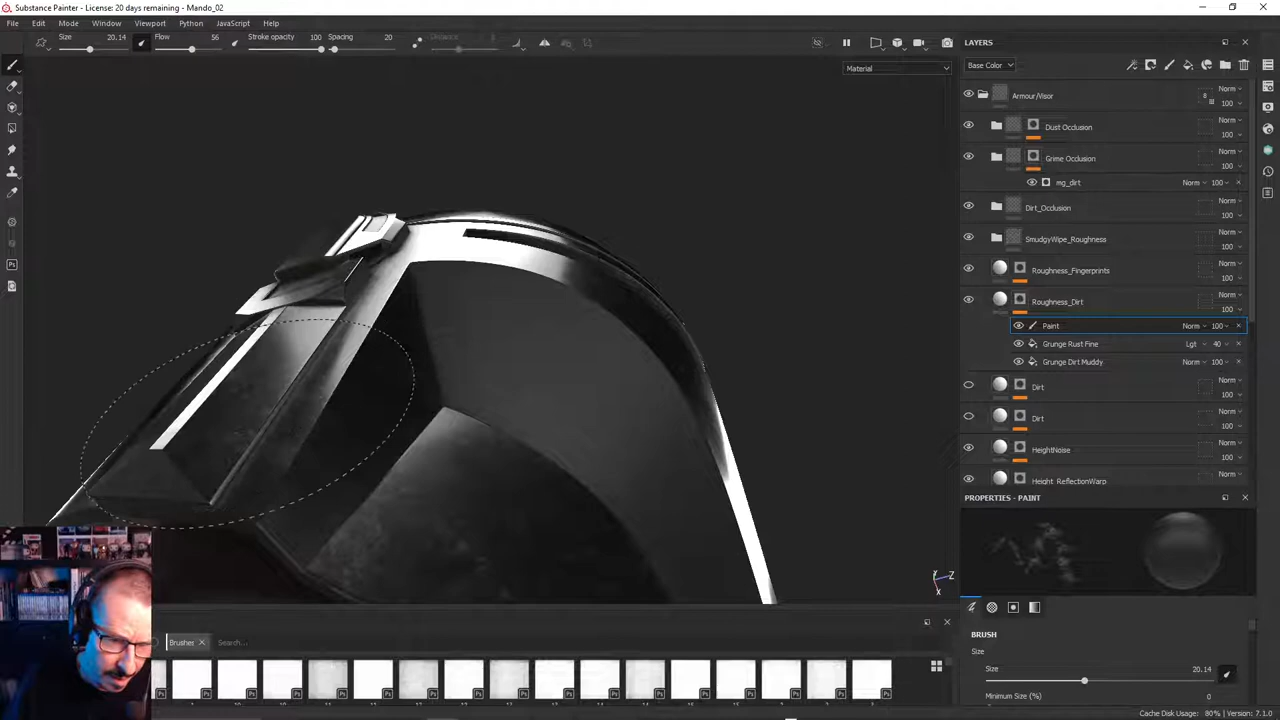 Substance Painter - License: 20 days remaining - Mando_02
File Edit Mode Window Viewport Python JavaScript Help
Size 20.14 Flow 56 Stroke opacity 100 Spacing 20 Distance
Material
LAYERS
Base Color
Armour/Visor 8 Norm 100
Dust Occlusion Norm 100
Grime Occlusion Norm 100
mg_dirt Norm 100
Dirt_Occlusion Norm 100
SmudgyWipe_Roughness Norm 100
Roughness_Fingerprints Norm 100
Roughness_Dirt Norm 100
Paint Norm 100
Grunge Rust Fine Lgt 40
Grunge Dirt Muddy Norm 100
Dirt Norm 100
Dirt Norm 100
HeightNoise Norm 100
Height_ReflectionWarp Norm
PROPERTIES - PAINT
Y Z X
Brushes Search...
BRUSH
Size
Size 20.14
Minimum Size (%) 0
Cache Disk Usage: 80% | Version: 7.1.0